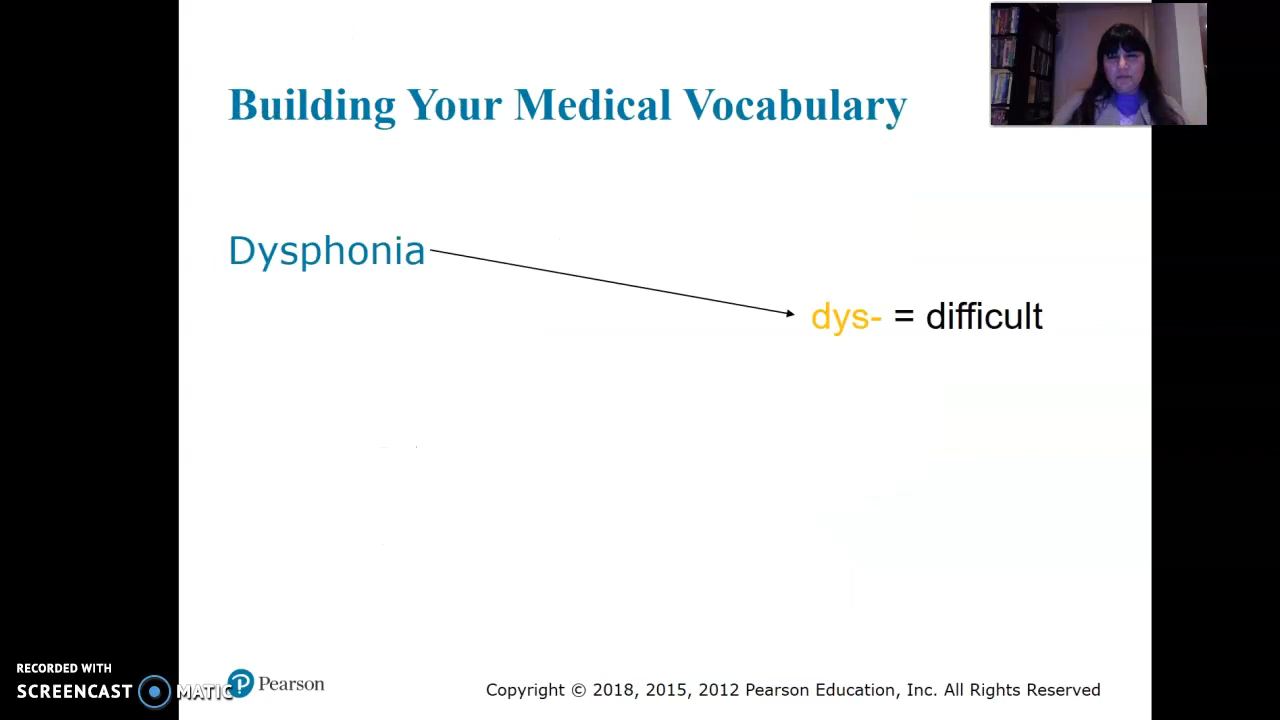 Building Your Medical Vocabulary
Dysphonia
dys- = difficult
RECORDED WITH
SCREENCAST MATIC
Pearson
Copyright © 2018, 2015, 2012 Pearson Education, Inc. All Rights Reserved